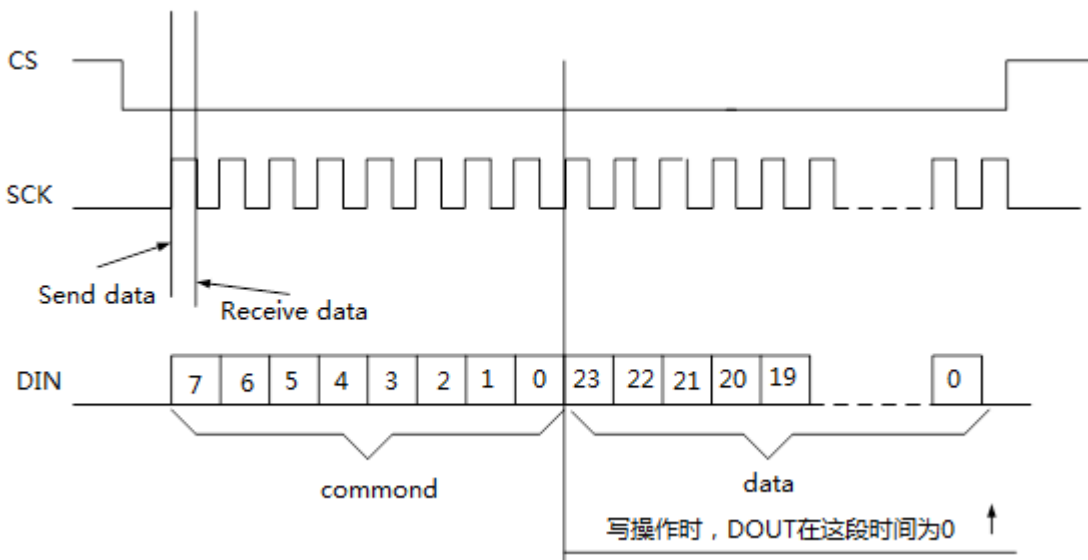 CS
SCK
Send data
Receive data
DIN
7 6 5 4 3 2 1 0 23 22 21 20 19 0
commond
data
写操作时，DOUT在这段时间为0